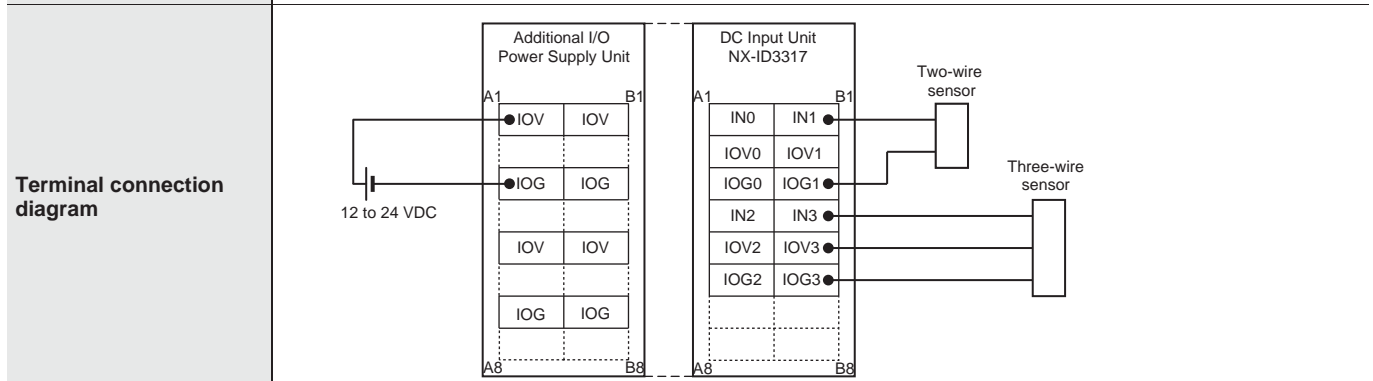 Terminal connection
diagram
Additional I/O
Power Supply Unit
A1 B1
IOV IOV
IOG IOG
IOV IOV
IOG IOG
A8 B8
12 to 24 VDC
DC Input Unit
NX-ID3317
A1 B1
IN0 IN1
IOV0 IOV1
IOG0 IOG1
IN2 IN3
IOV2 IOV3
IOG2 IOG3
A8 B8
Two-wire
sensor
Three-wire
sensor